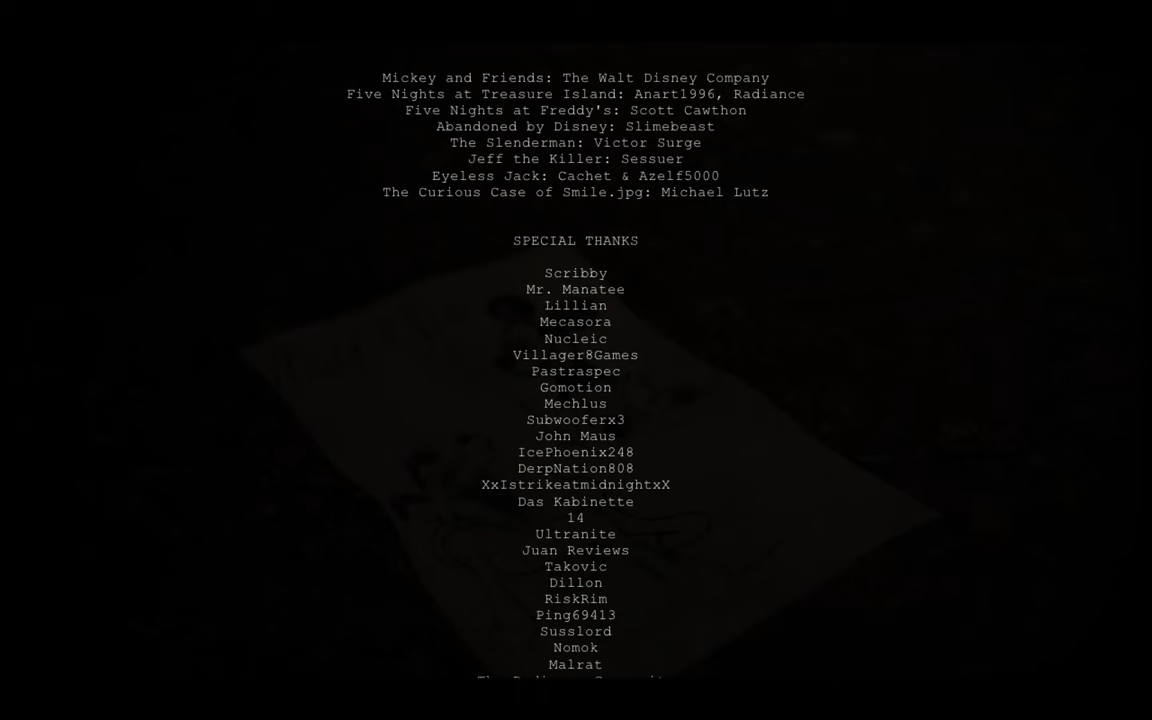 Mickey and Friends: The Walt Disney Company
Five Nights at Treasure Island: Anart1996, Radiance
Five Nights at Freddy's: Scott Cawthon
Abandoned by Disney: Slimebeast
The Slenderman: Victor Surge
Jeff the Killer: Sessuer
Eyeless Jack: Cachet & Azelf5000
The Curious Case of Smile.jpg: Michael Lutz
SPECIAL THANKS
Scribby
Mr. Manatee
Lillian
Mecasora
Nucleic
Villager8Games
Pastraspec
Gomotion
Mechlus
Subwooferx3
John Maus
IcePhoenix248
DerpNation808
XxIstrikeatmidnightxX
Das Kabinette
14
Ultranite
Juan Reviews
Takovic
Dillon
RiskRim
Ping69413
Susslord
Nomok
Malrat